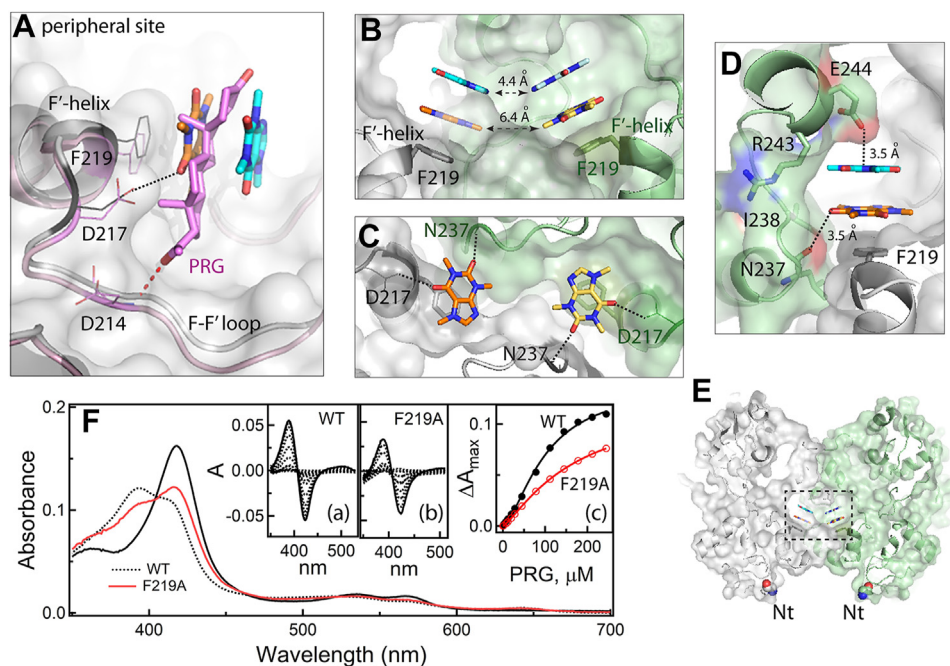 A peripheral site
F′-helix
F219
D217
PRG
D214
F-F′ loop
B
4.4 Å
6.4 Å
F′-helix
F′-helix
F219
F219
C
N237
D217
D217
N237
D
E244
R243
3.5 Å
I238
3.5 Å
N237
F219
E
Nt
Nt
F
0.2
0.1
0.0
Absorbance
400
500
600
700
Wavelength (nm)
WT
F219A
WT
A
0.05
0.00
-0.05
(a)
400
500
nm
F219A
(b)
400
500
nm
ΔAmax
0.1
0.0
WT
F219A
(c)
0
100
200
PRG, μM